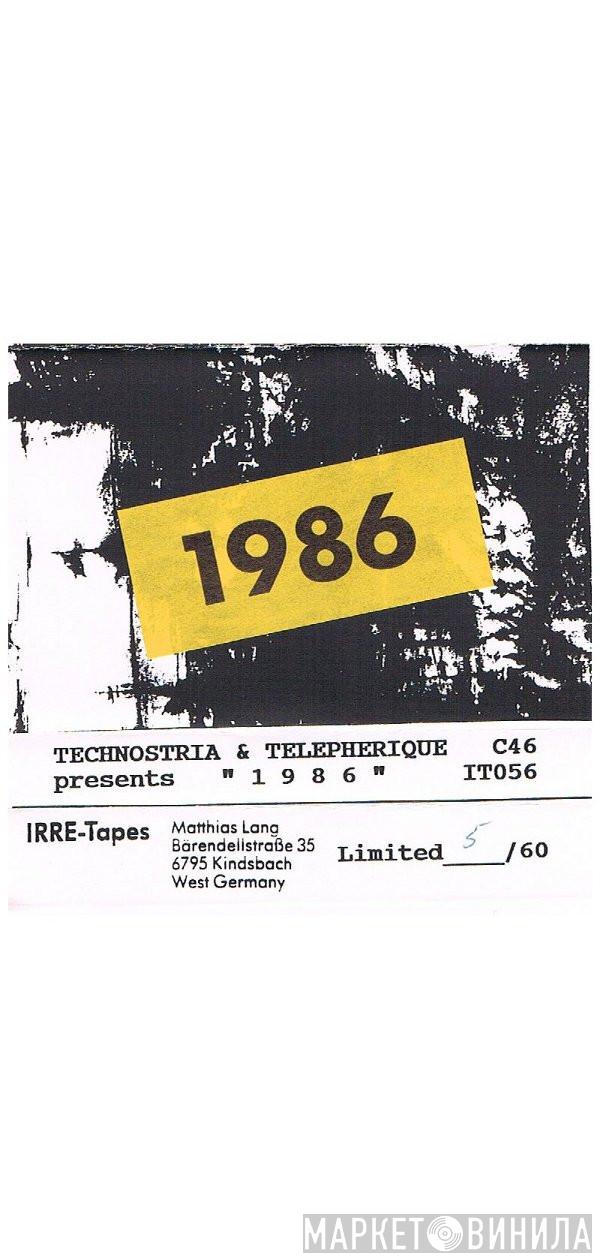 1986
TECHNOSTRIA & TELEPHERIQUE C46
presents " 1 9 8 6 " IT056
IRRE-Tapes
Matthias Lang
Bärendellstraße 35
6795 Kindsbach
West Germany
Limited 5 /60
МАРКЕТ ВИНИЛА